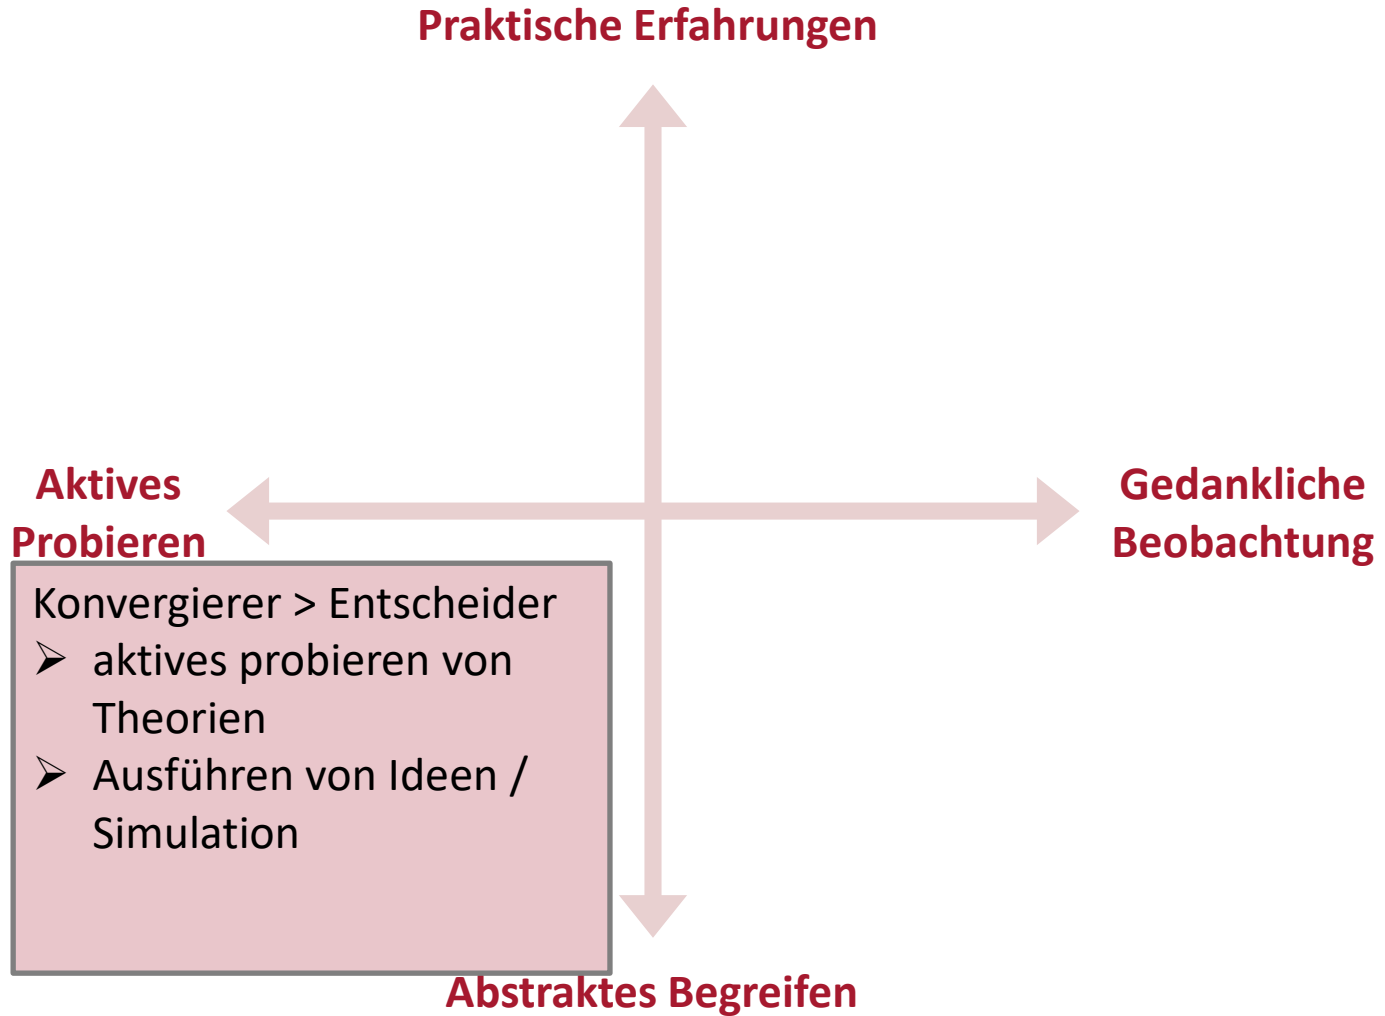 Praktische Erfahrungen
Aktives
Probieren
Gedankliche
Beobachtung
Konvergierer > Entscheider
➢ aktives probieren von
Theorien
➢ Ausführen von Ideen /
Simulation
Abstraktes Begreifen